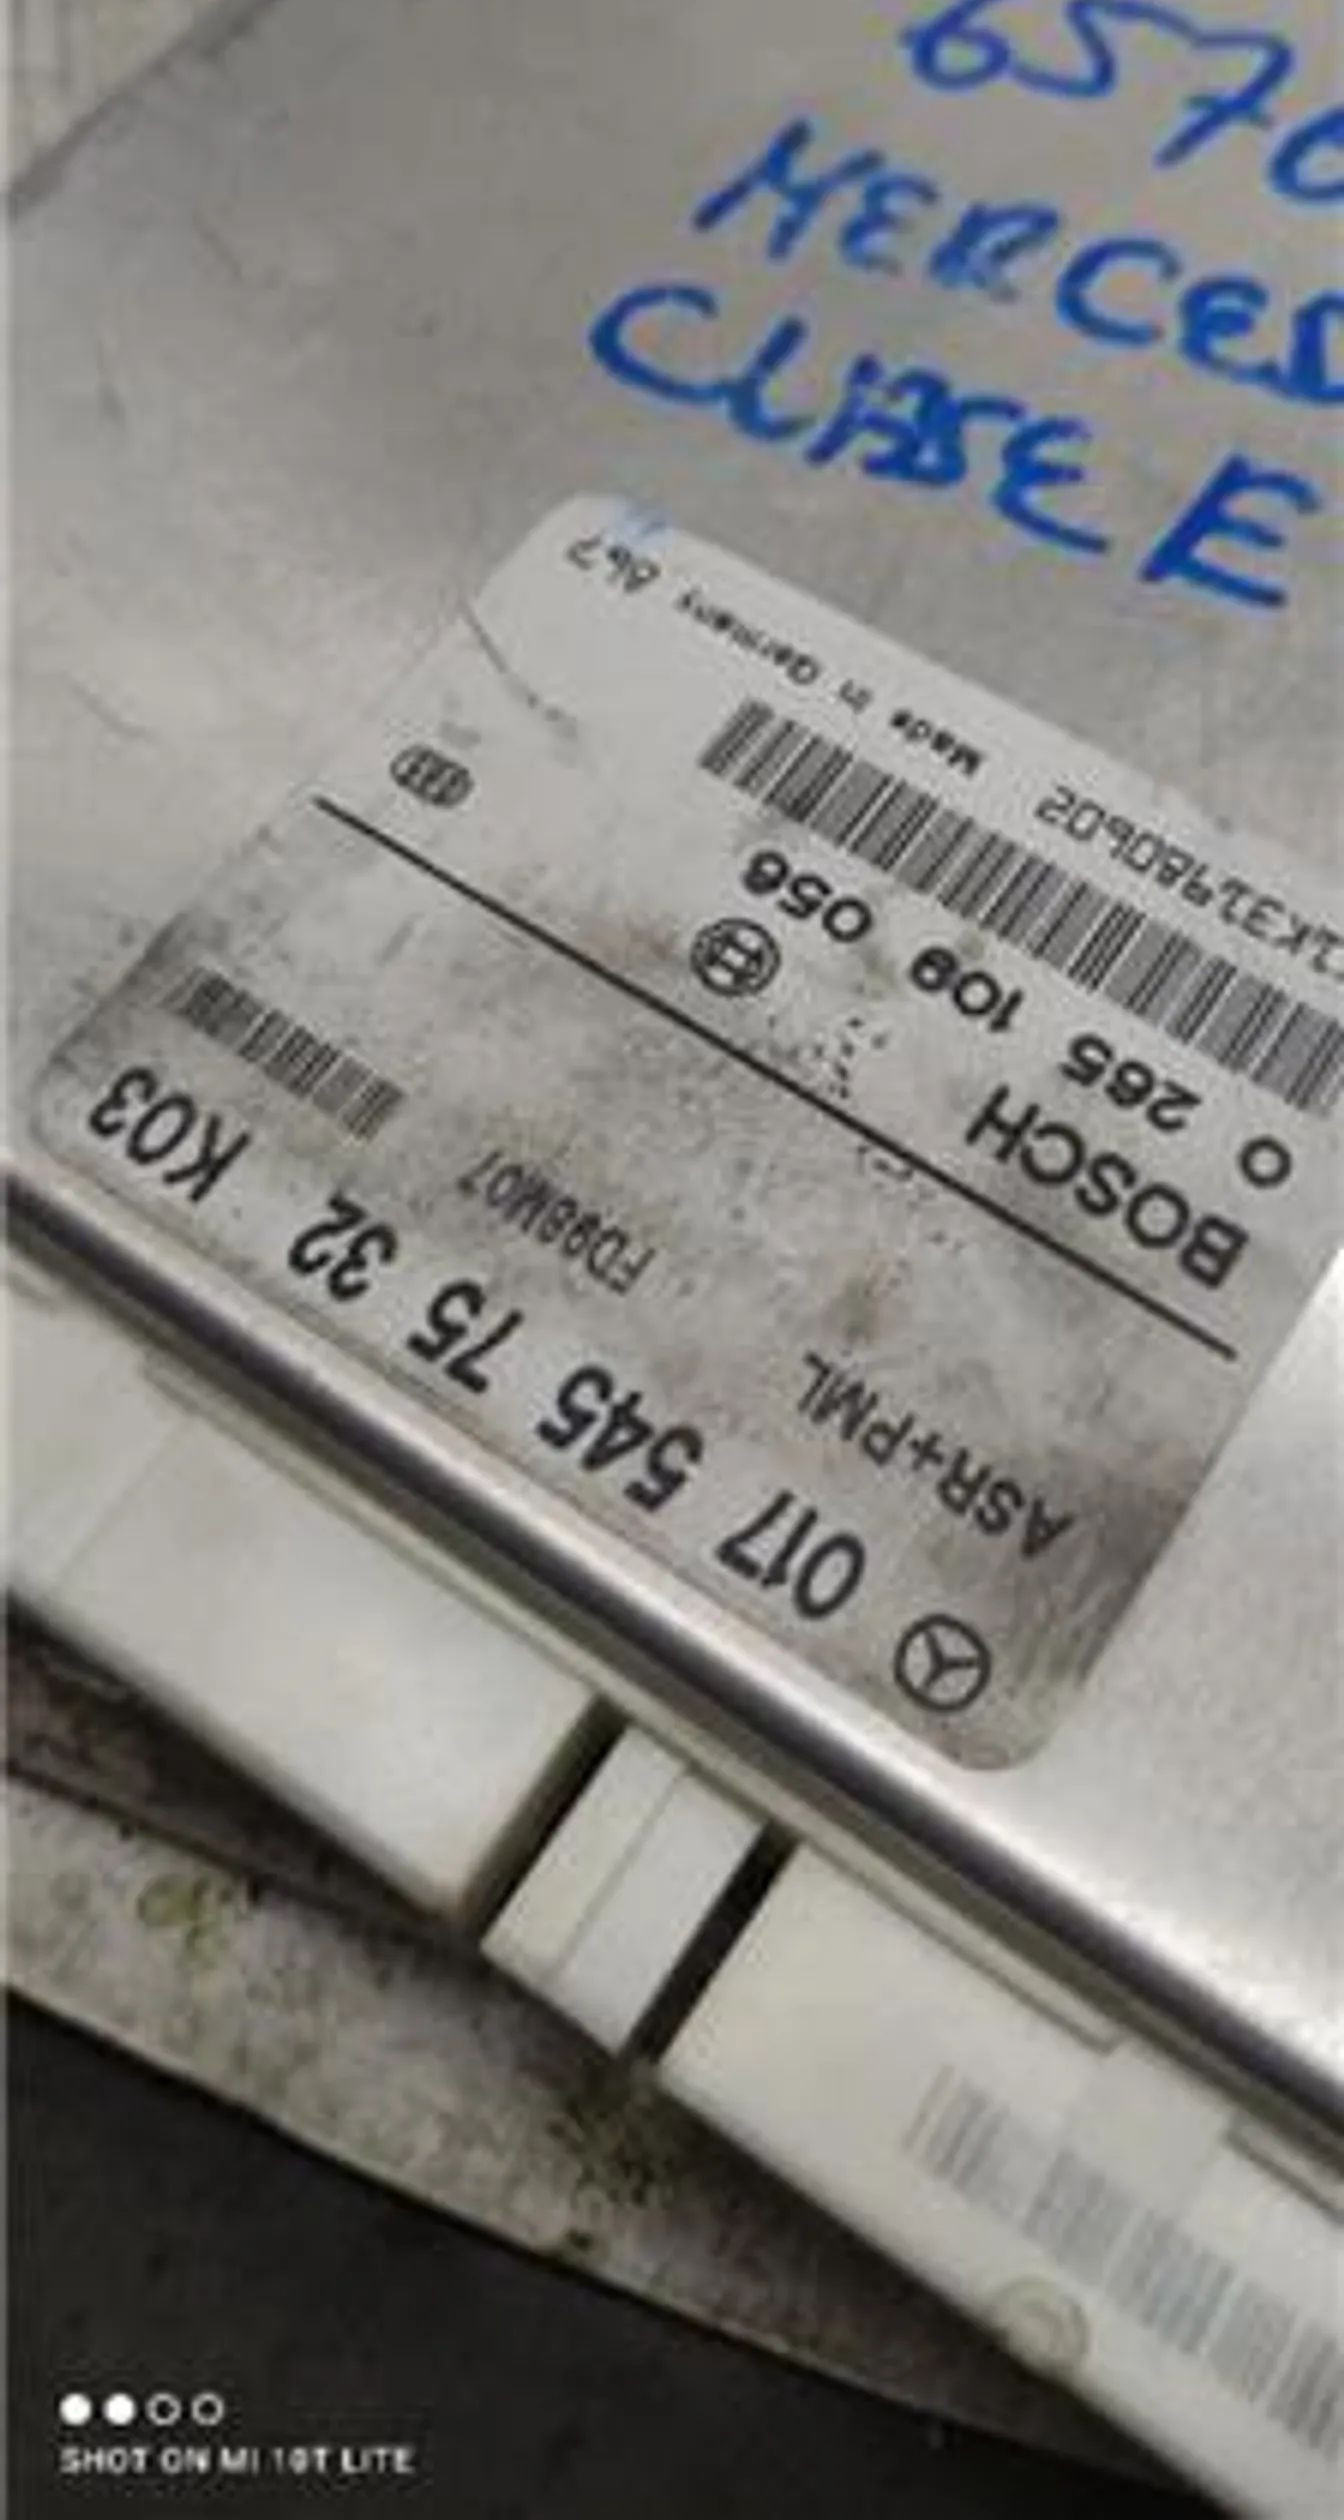 6570
MERCED
CLASE E
017 545 75 32 K03
ASR+PML FD98M07
BOSCH
0 265 109 056
Made in Germany
SHOT ON MI 10T LITE